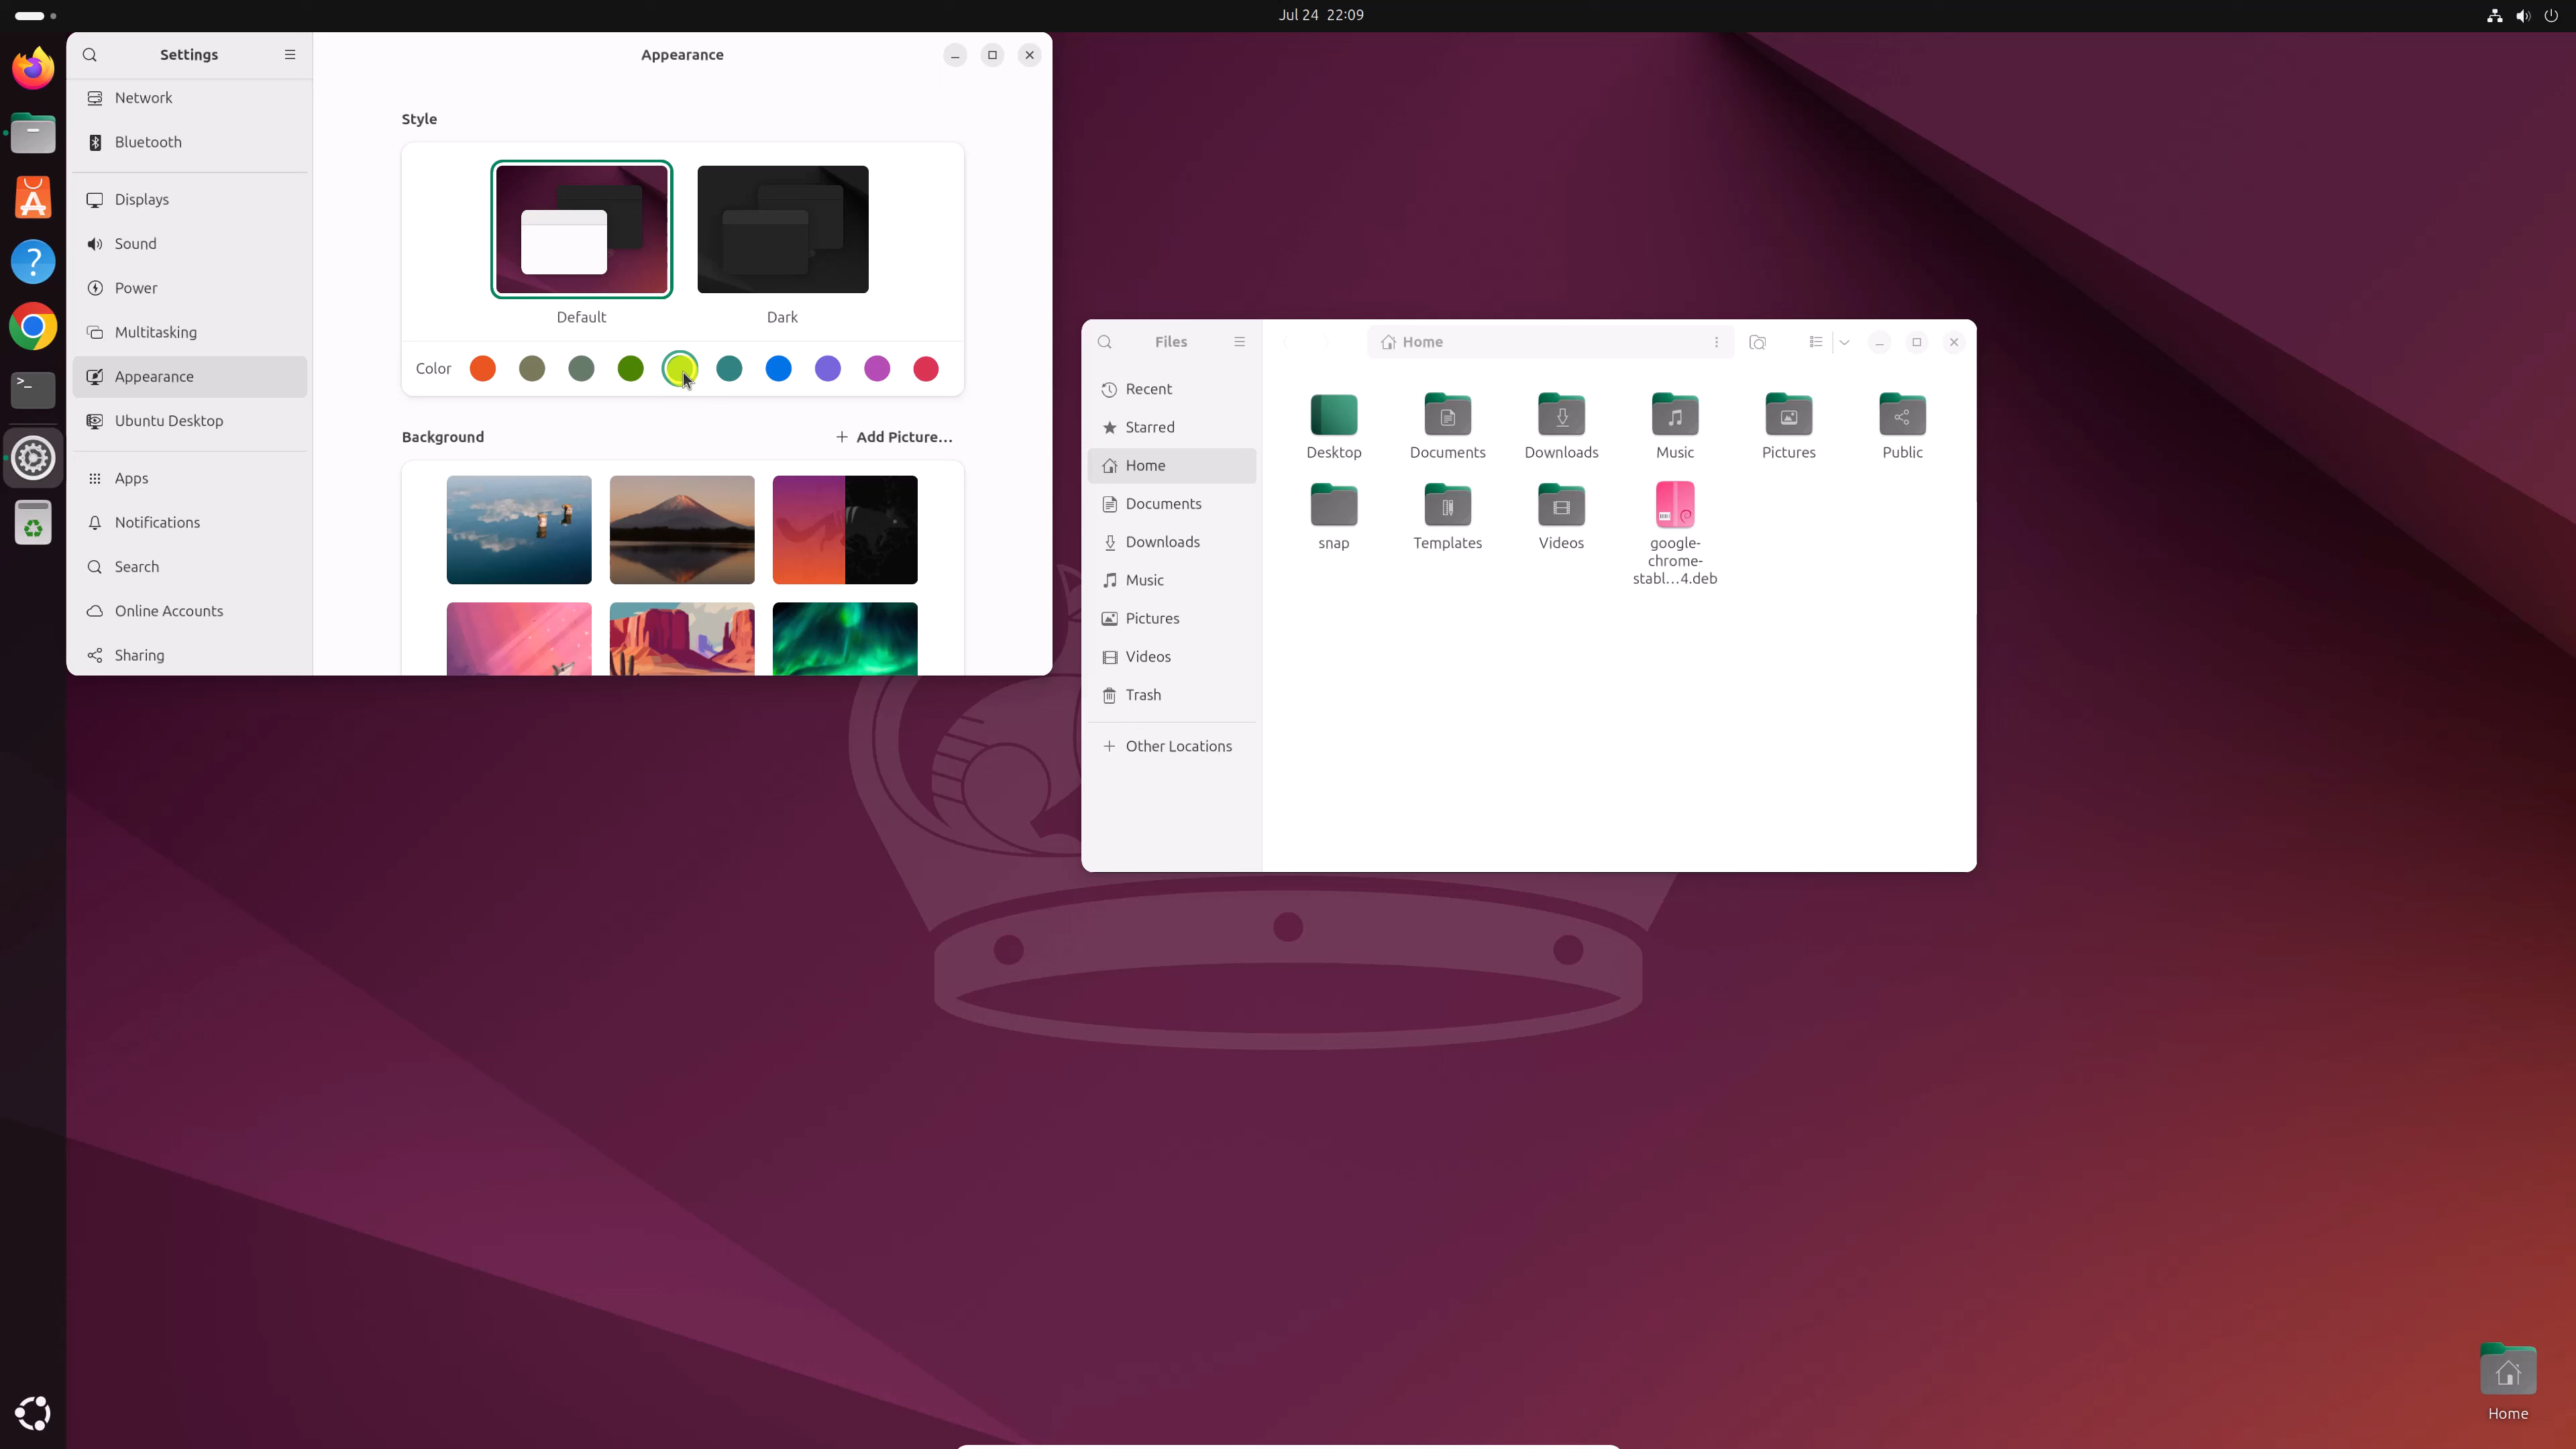 Jul 24 22:09
Settings
Appearance
Network
Bluetooth
Displays
Sound
Power
Multitasking
Appearance
Ubuntu Desktop
Apps
Notifications
Search
Online Accounts
Sharing
Style
Default
Dark
Color
Background
+ Add Picture...
Files
Home
Recent
Starred
Home
Documents
Downloads
Music
Pictures
Videos
Trash
+ Other Locations
Desktop
Documents
Downloads
Music
Pictures
Public
snap
Templates
Videos
google-
chrome-
stabl...4.deb
Home